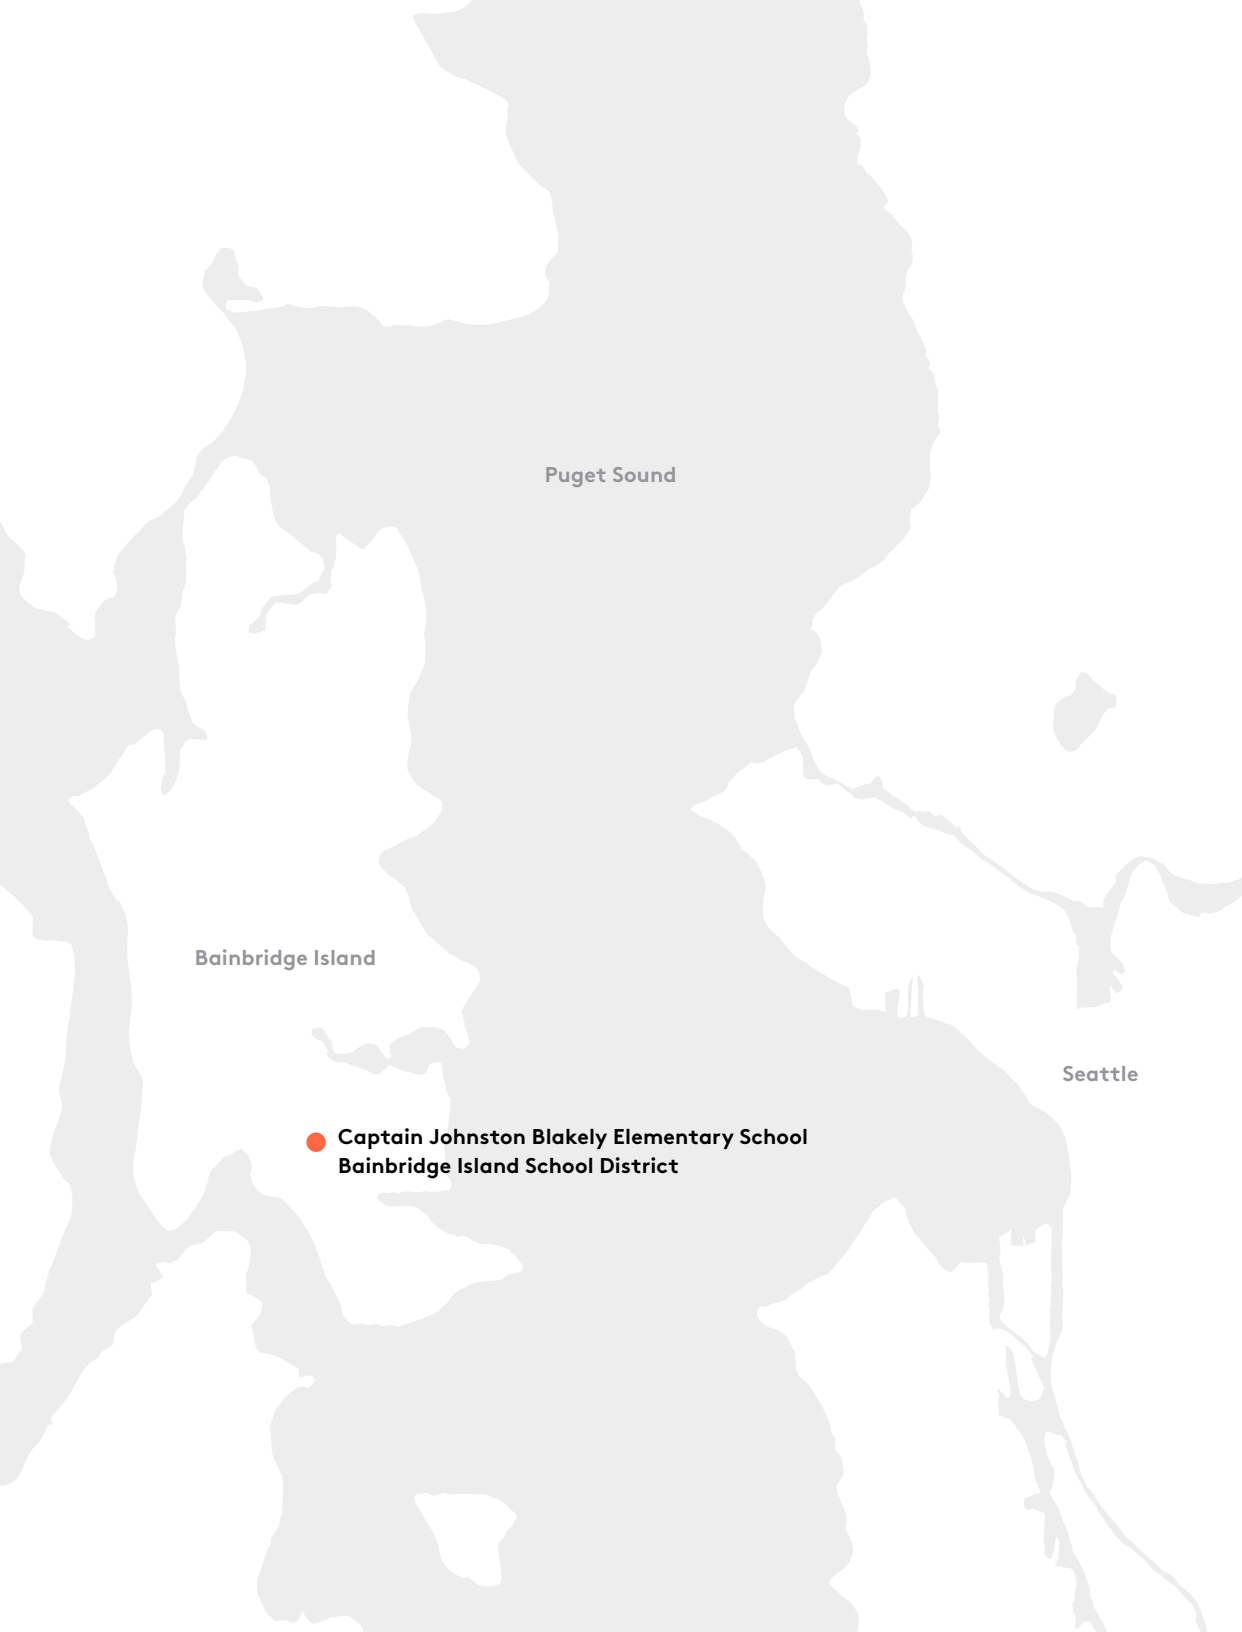 Puget Sound
Bainbridge Island
Seattle
Captain Johnston Blakely Elementary School
Bainbridge Island School District